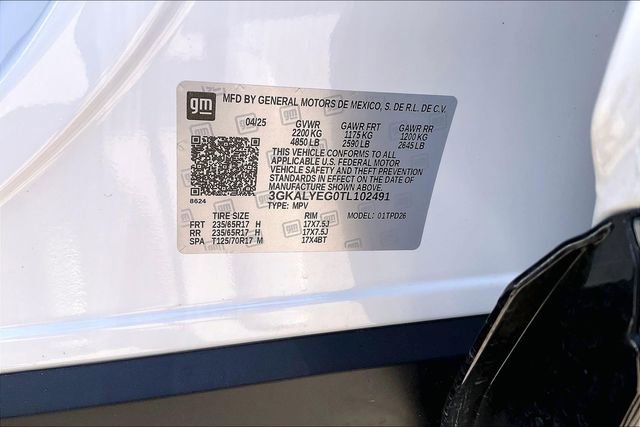 gm MFD BY GENERAL MOTORS DE MEXICO, S. DE R.L. DE C.V.
04/25 GVWR GAWR FRT GAWR RR
2200 KG 1175 KG 1200 KG
4850 LB 2590 LB 2645 LB
THIS VEHICLE CONFORMS TO ALL
APPLICABLE U.S. FEDERAL MOTOR
VEHICLE SAFETY AND THEFT PREVENTION
STANDARDS IN EFFECT ON THE DATE OF
MANUFACTURE SHOWN ABOVE.
8624 3GKALYEG0TL102491
TYPE: MPV
TIRE SIZE RIM MODEL: 01TPD26
FRT 235/65R17 H 17X7.5J
RR 235/65R17 H 17X7.5J
SPA T125/70R17 M 17X4BT